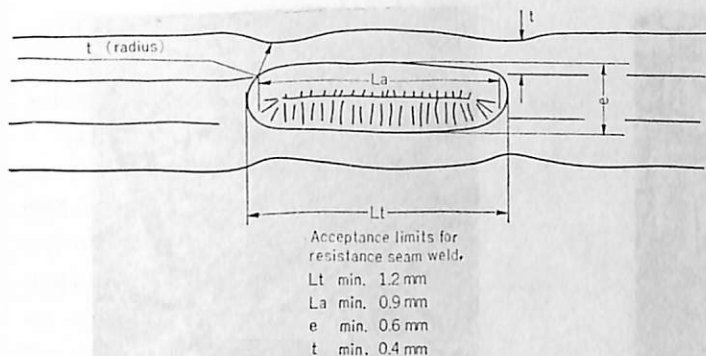 t
t (radius)
La
e
Lt
Acceptance limits for
resistance seam weld.
Lt min. 1.2 mm
La min. 0.9 mm
e min. 0.6 mm
t min. 0.4 mm